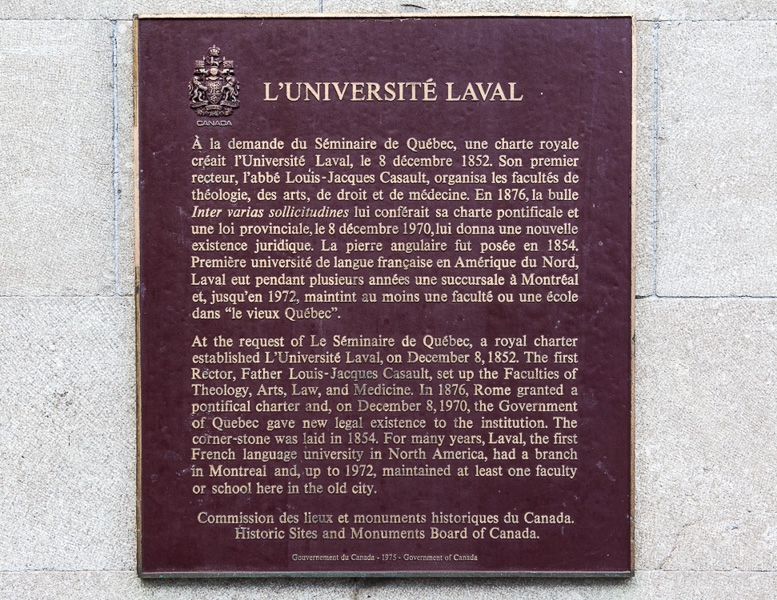 CANADA
L'UNIVERSITÉ LAVAL
À la demande du Séminaire de Québec, une charte royale
créait l'Université Laval, le 8 décembre 1852. Son premier
recteur, l'abbé Louis-Jacques Casault, organisa les facultés de
théologie, des arts, de droit et de médecine. En 1876, la bulle
Inter varias sollicitudines lui conférait sa charte pontificale et
une loi provinciale, le 8 décembre 1970, lui donna une nouvelle
existence juridique. La pierre angulaire fut posée en 1854.
Première université de langue française en Amérique du Nord,
Laval eut pendant plusieurs années une succursale à Montréal
et, jusqu'en 1972, maintint au moins une faculté ou une école
dans "le vieux Québec".
At the request of Le Séminaire de Québec, a royal charter
established L'Université Laval, on December 8, 1852. The first
Rector, Father Louis-Jacques Casault, set up the Faculties of
Theology, Arts, Law, and Medicine. In 1876, Rome granted a
pontifical charter and, on December 8, 1970, the Government
of Quebec gave new legal existence to the institution. The
corner-stone was laid in 1854. For many years, Laval, the first
French language university in North America, had a branch
in Montreal and, up to 1972, maintained at least one faculty
or school here in the old city.
Commission des lieux et monuments historiques du Canada.
Historic Sites and Monuments Board of Canada.
Gouvernement du Canada - 1975 - Government of Canada